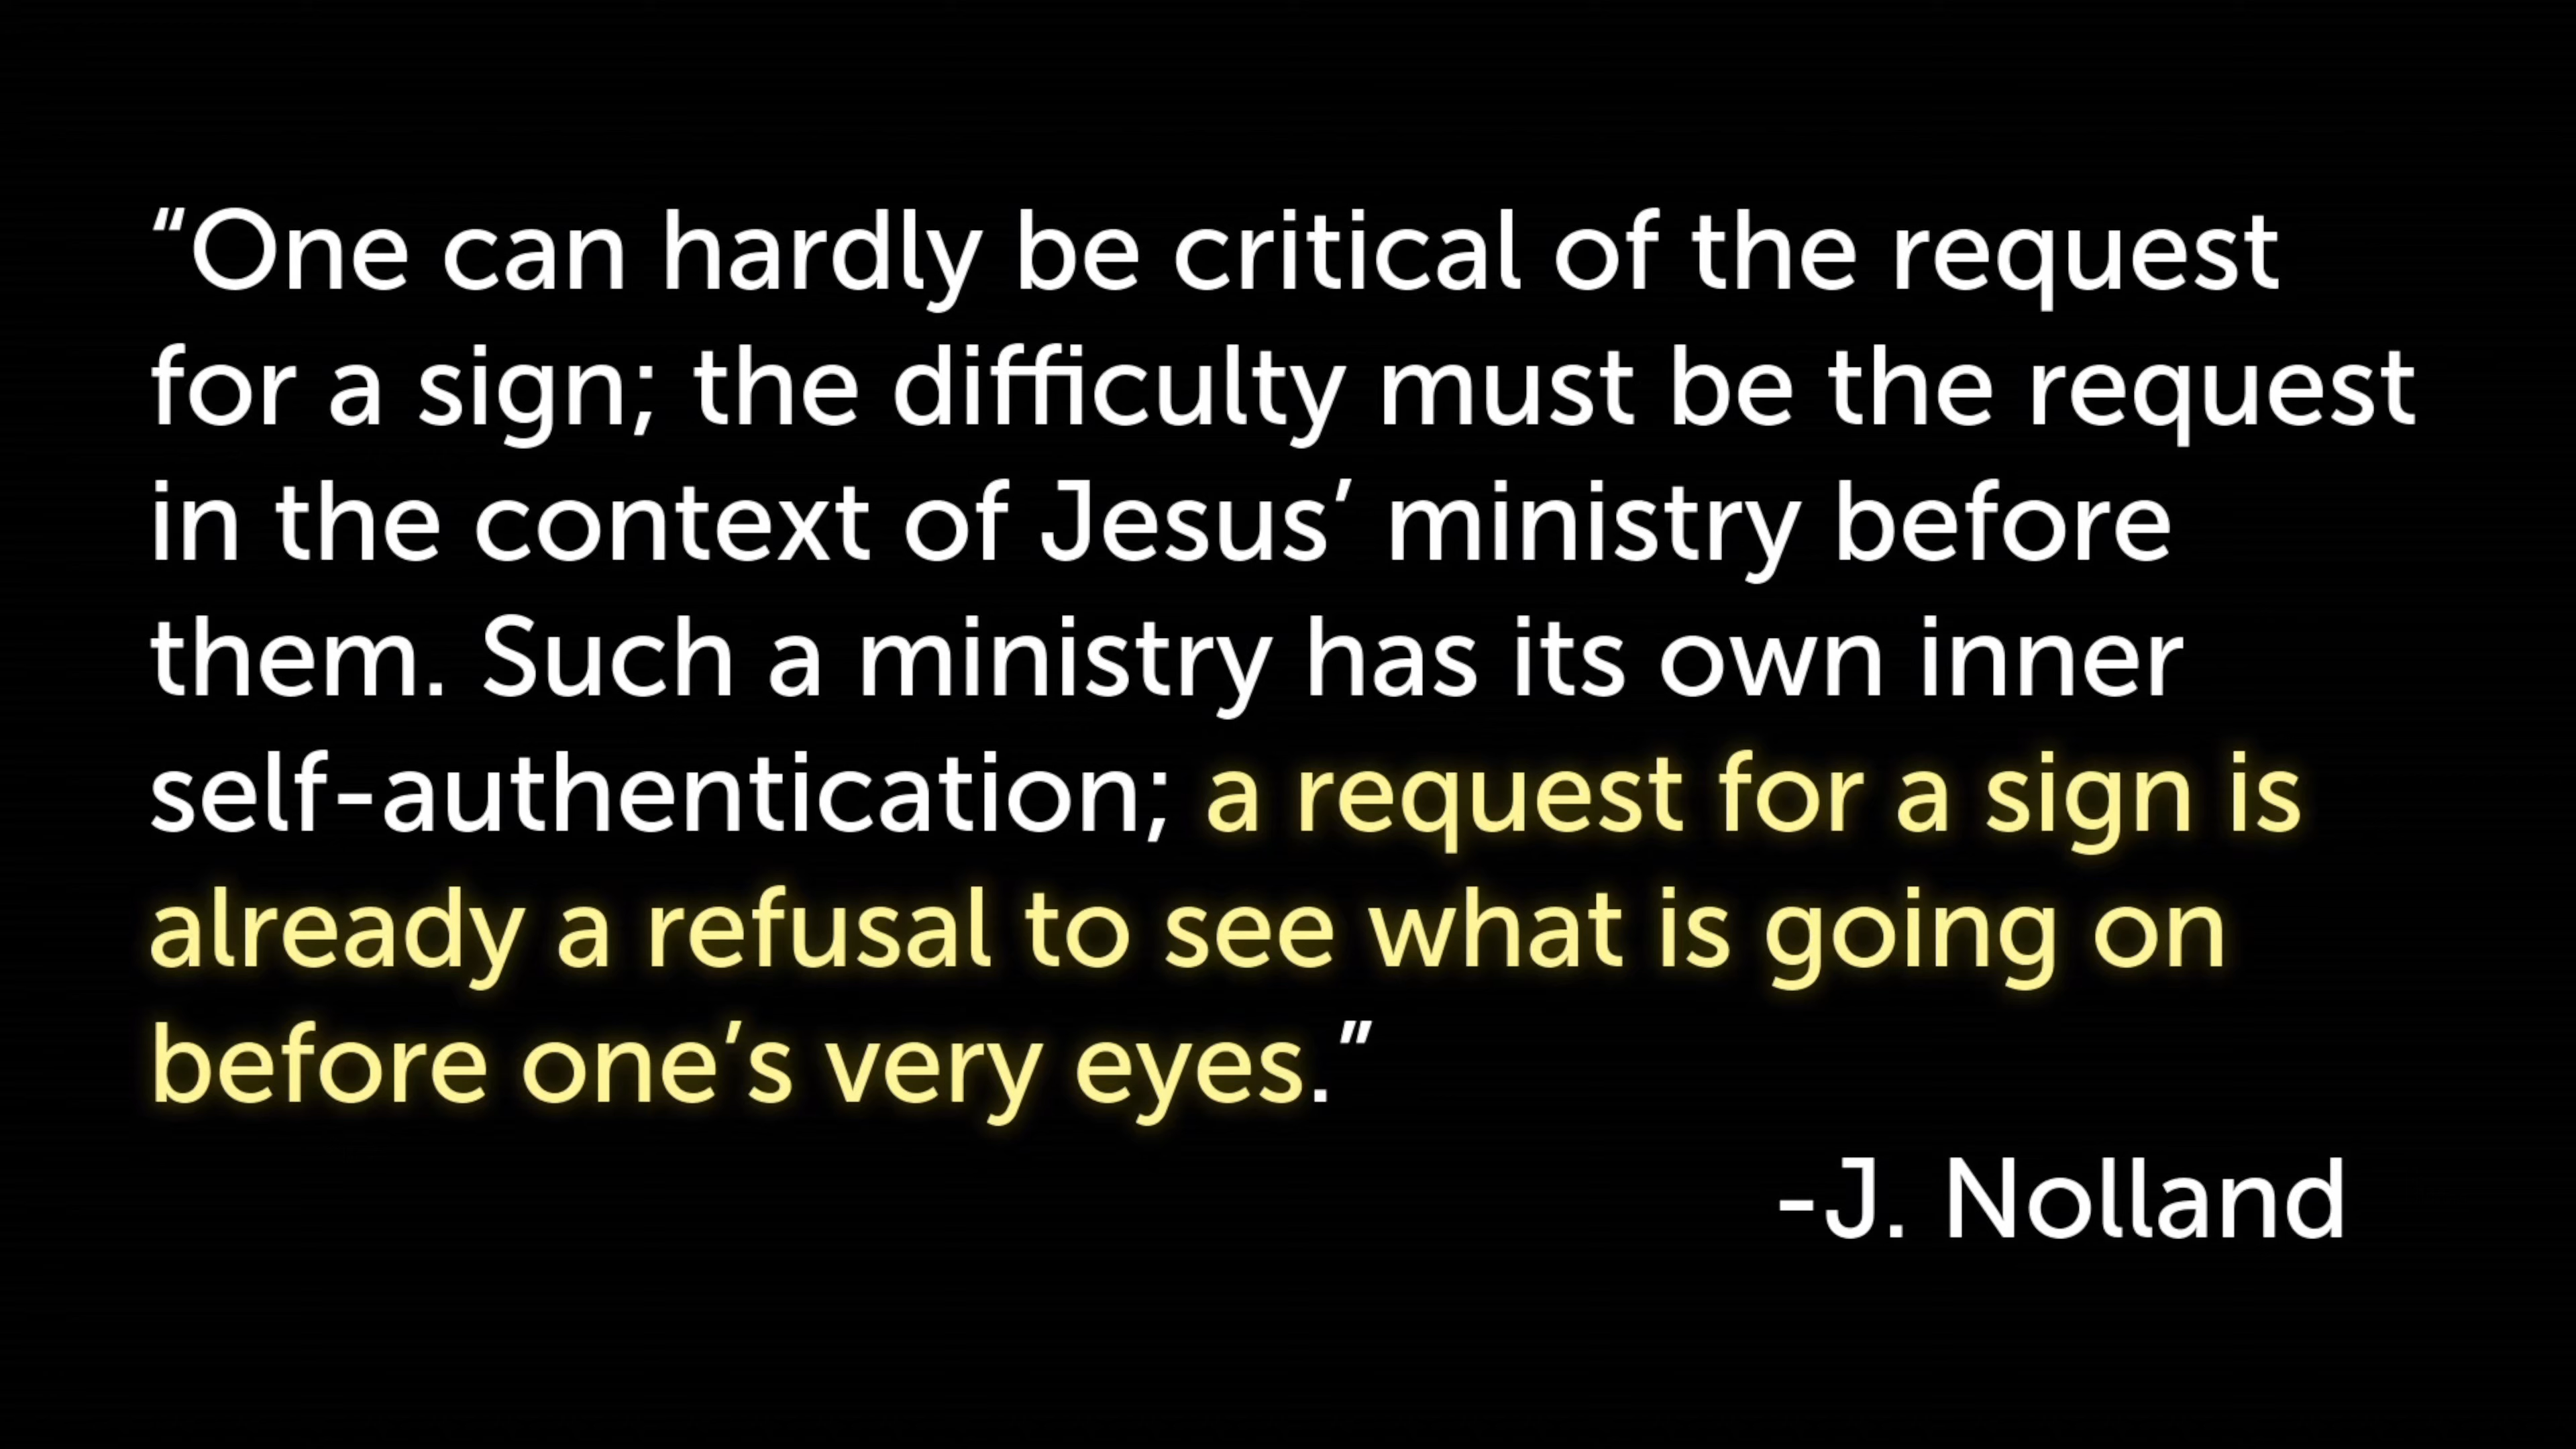 “One can hardly be critical of the request
for a sign; the difficulty must be the request
in the context of Jesus’ ministry before
them. Such a ministry has its own inner
self-authentication; a request for a sign is
already a refusal to see what is going on
before one’s very eyes.”
-J. Nolland